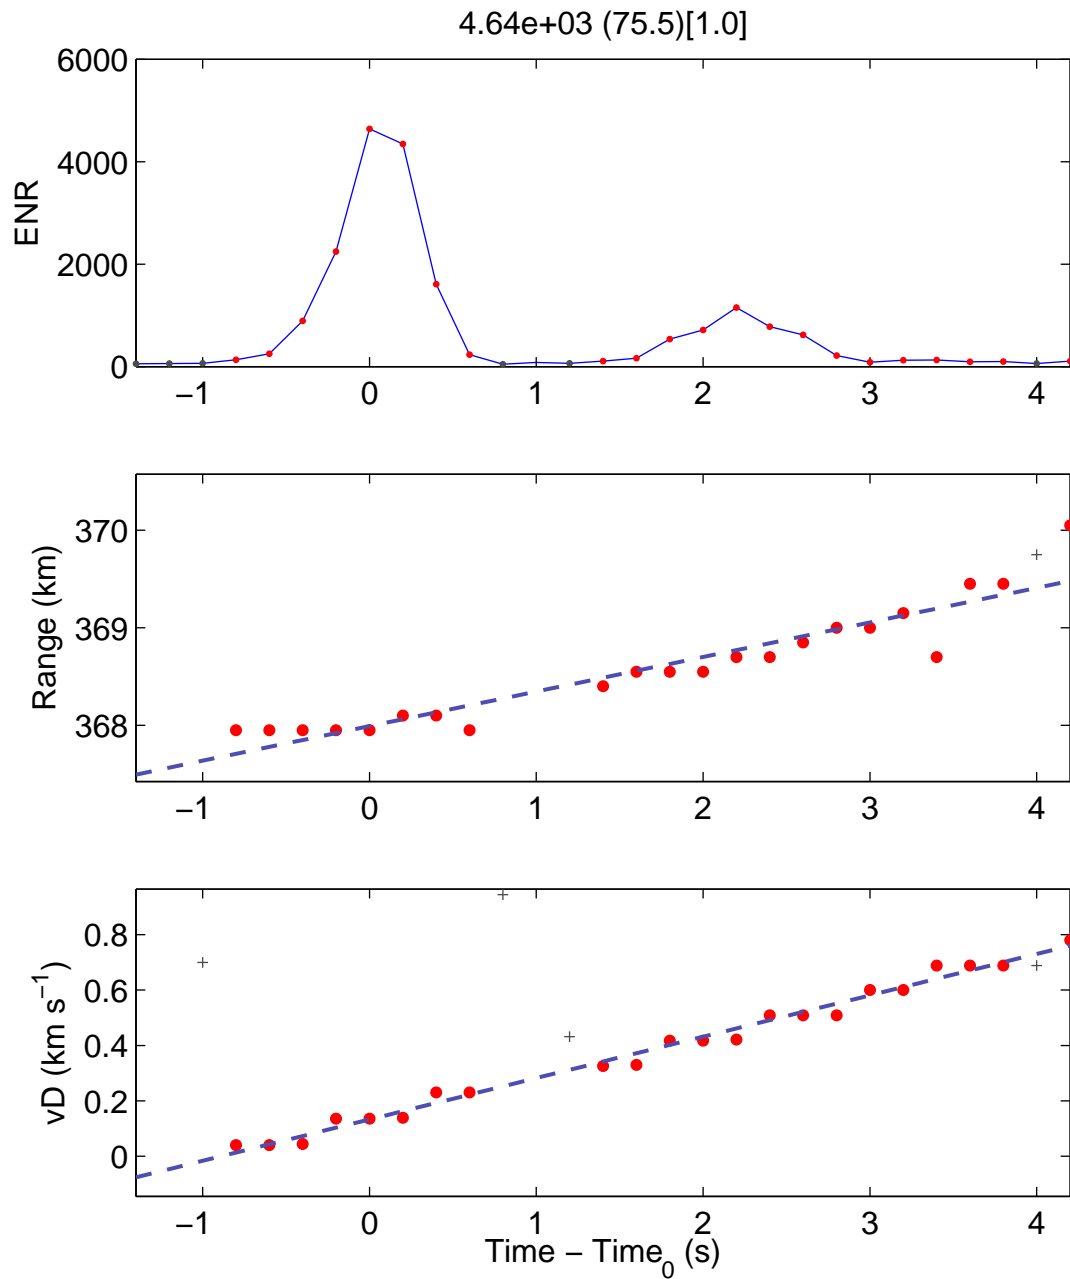 4.64e+03 (75.5)[1.0]
6000
4000
2000
0
ENR
−1 0 1 2 3 4
370
369
368
Range (km)
−1 0 1 2 3 4
0.8
0.6
0.4
0.2
0
vD (km s−1)
−1 0 1 2 3 4
Time − Time0 (s)